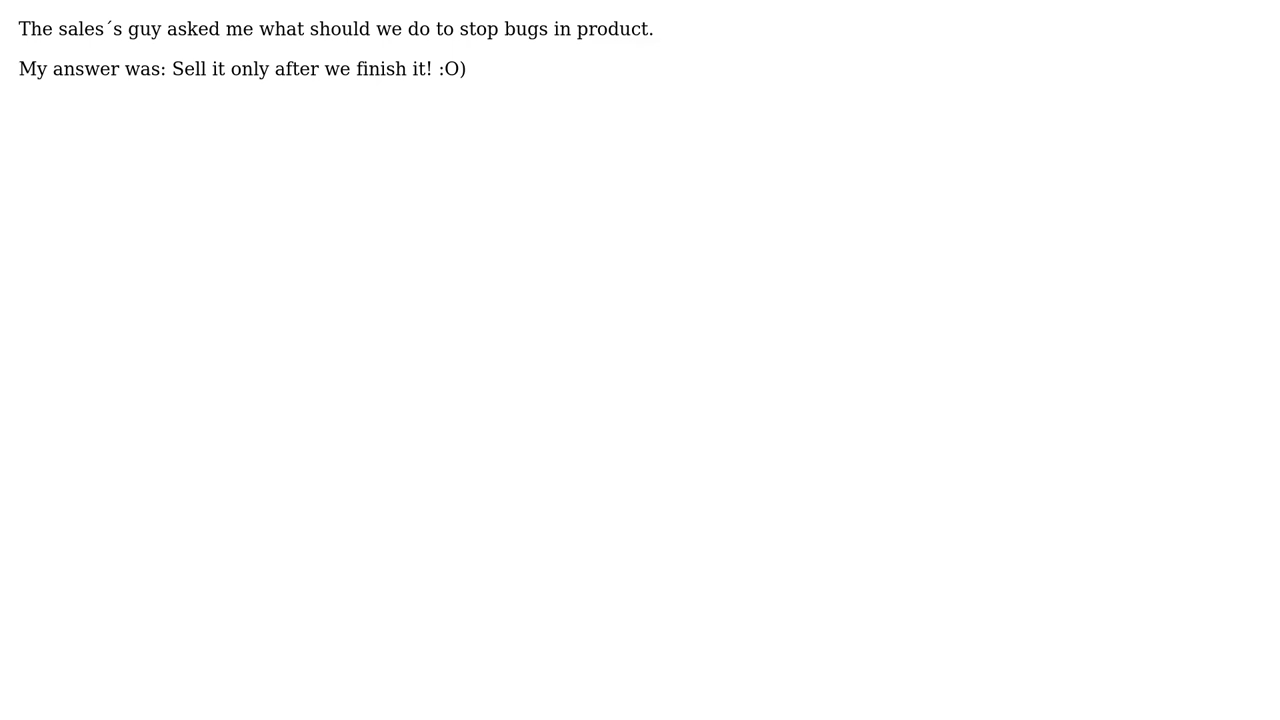 The sales´s guy asked me what should we do to stop bugs in product.
My answer was: Sell it only after we finish it! :O)